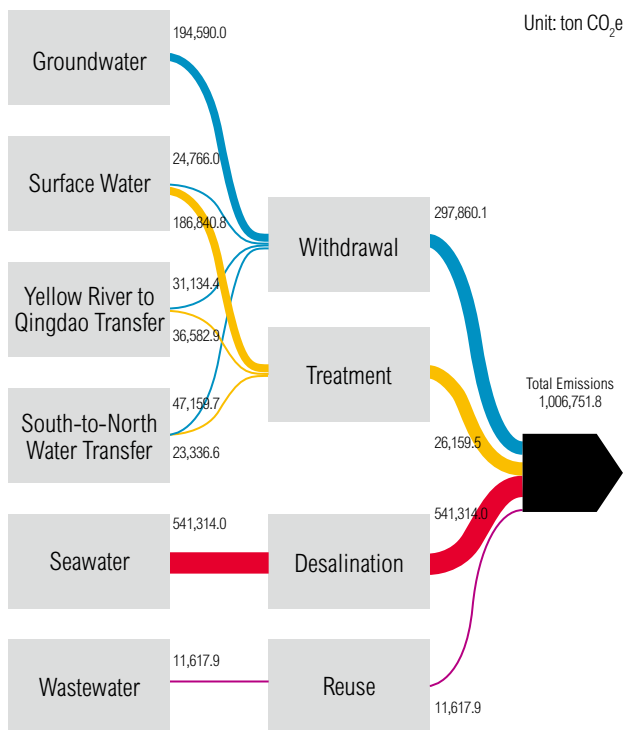 Unit: ton CO2e
194,590.0
Groundwater
24,766.0
Surface Water
186,840.8
297,860.1
Withdrawal
31,134.4
Yellow River to
Qingdao Transfer
36,582.9
Treatment
Total Emissions
1,006,751.8
47,159.7
South-to-North
Water Transfer
23,336.6
26,159.5
541,314.0
541,314.0
Seawater
Desalination
11,617.9
Wastewater
Reuse
11,617.9